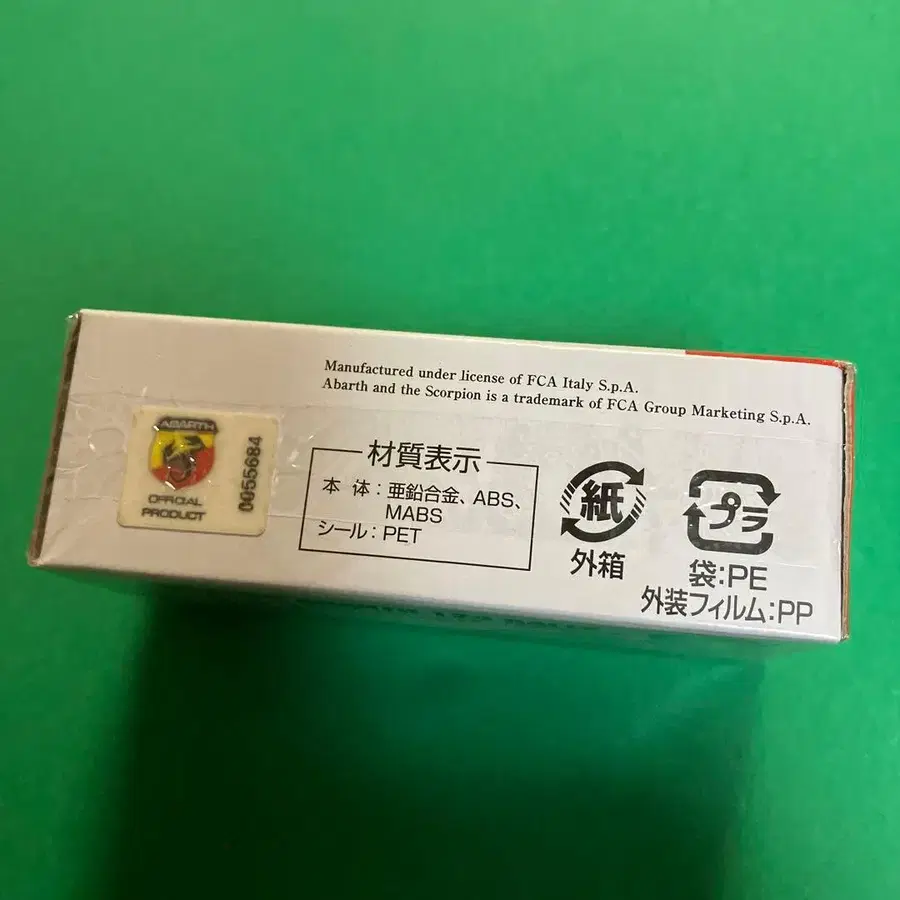 Manufactured under license of FCA Italy S.p.A.
Abarth and the Scorpion is a trademark of FCA Group Marketing S.p.A.
ABARTH
OFFICIAL
PRODUCT
0055684
材質表示
本 体:亜鉛合金、ABS、
MABS
シール:PET
紙
外箱
プラ
袋:PE
外装フィルム:PP